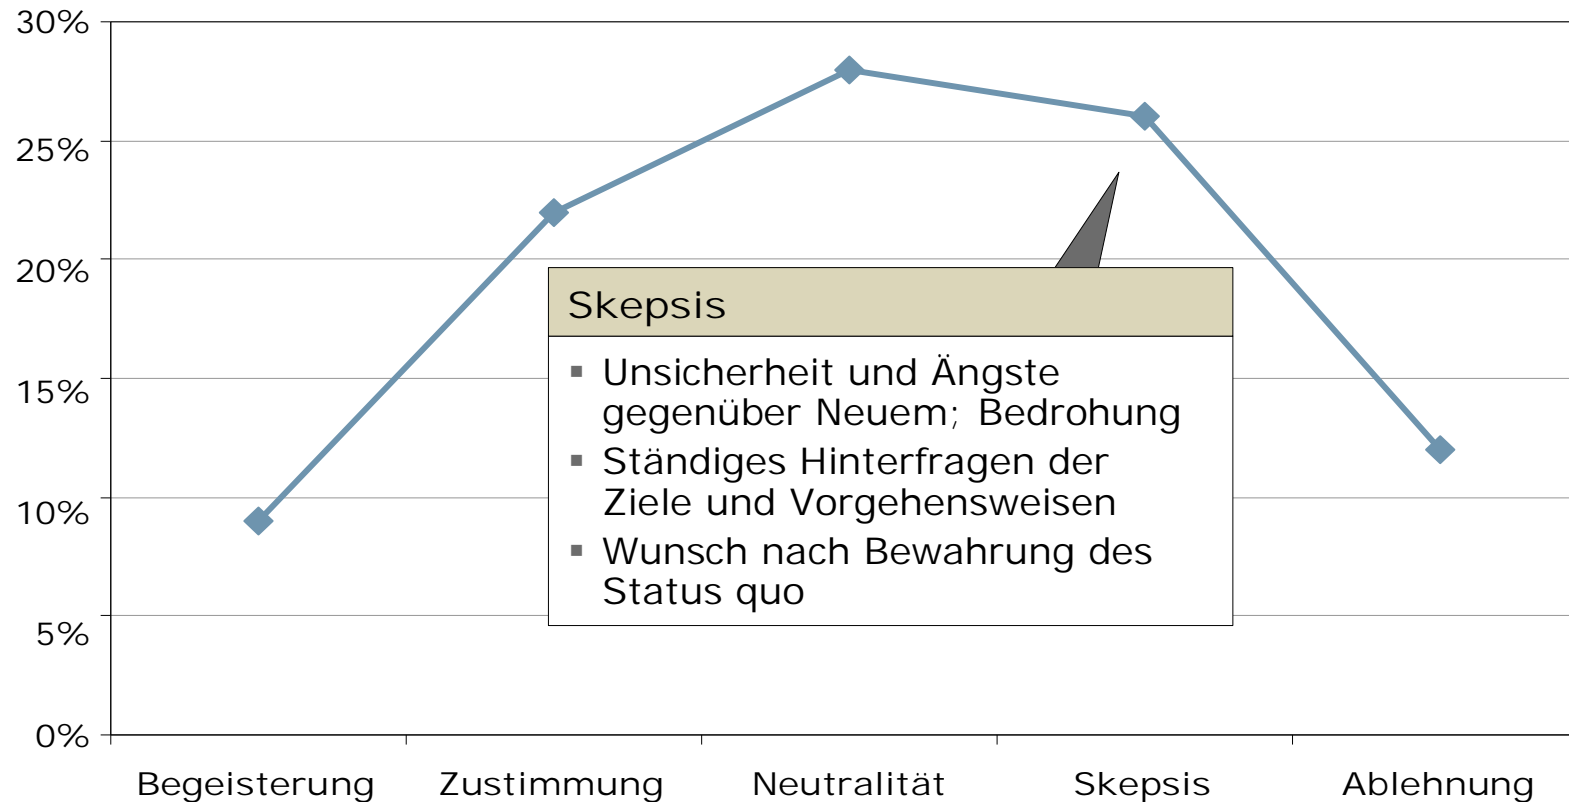 30%
25%
20%
15%
10%
5%
0%
Skepsis
▪ Unsicherheit und Ängste
gegenüber Neuem; Bedrohung
▪ Ständiges Hinterfragen der
Ziele und Vorgehensweisen
▪ Wunsch nach Bewahrung des
Status quo
Begeisterung Zustimmung Neutralität Skepsis Ablehnung